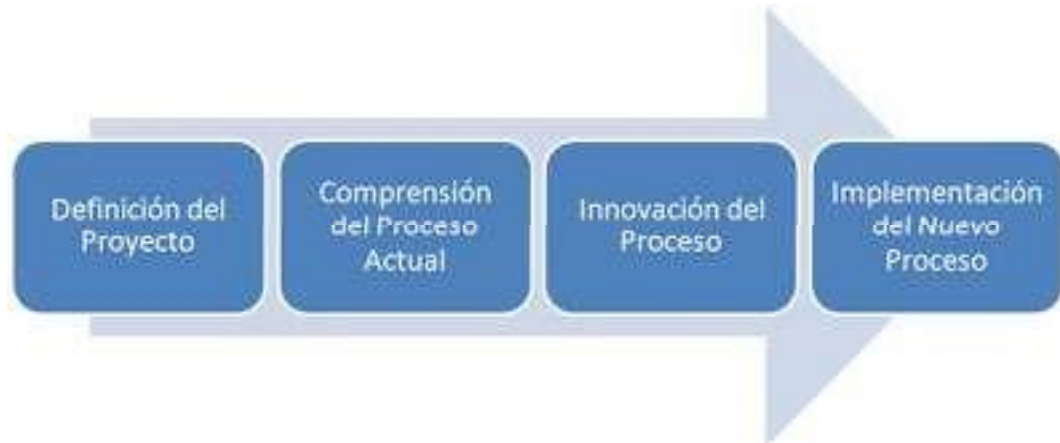 Definición del
Proyecto
Comprensión
del Proceso
Actual
Innovación del
Proceso
Implementación
del Nuevo
Proceso